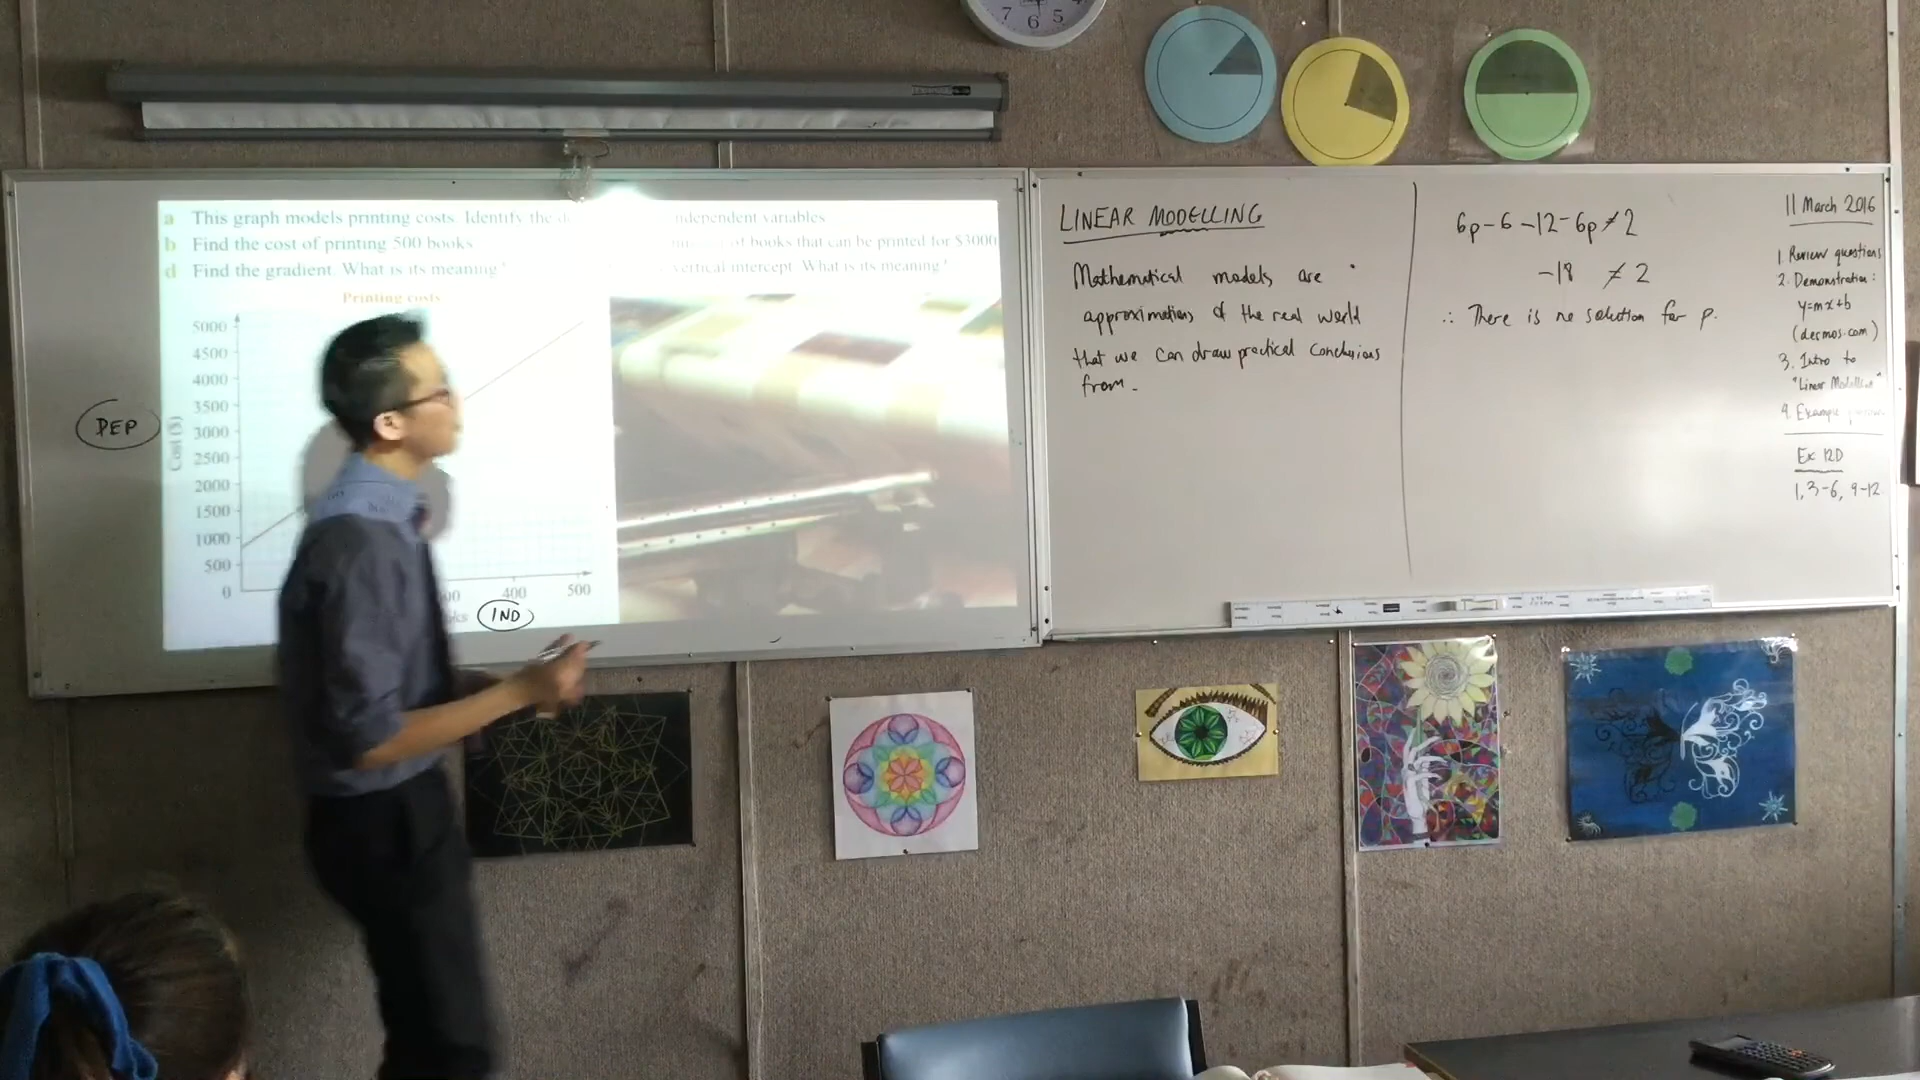 7 6 5
a This graph models printing costs. Identify the independent variables
b Find the cost of printing 500 books of books that can be printed for $3000
d Find the gradient. What is its meaning? vertical intercept. What is its meaning?
Printing costs
5000
4500
4000
3500
3000
2500
2000
1500
1000
500
0
400
500
Cost ($)
DEP
IND
LINEAR MODELLING
Mathematical models are
approximations of the real world
that we can draw practical conclusions
from.
6p-6-12-6p≠2
-18 ≠ 2
∴ There is no solution for p.
11 March 2016
1 Review questions
2. Demonstration:
y=mx+b
(desmos.com)
3. Intro to
"Linear Modelling"
4. Example
Ex 12D
1, 3-6, 9-12